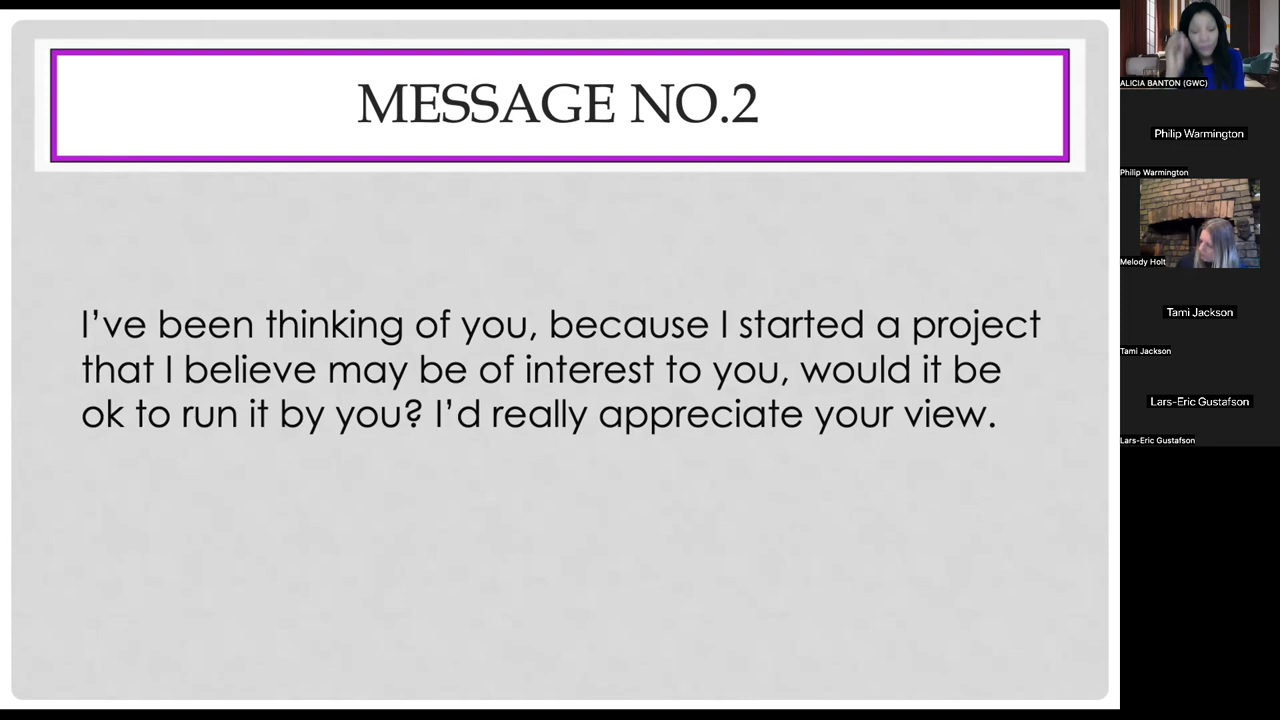 MESSAGE NO.2
I've been thinking of you, because I started a project
that I believe may be of interest to you, would it be
ok to run it by you? I'd really appreciate your view.
ALICIA BANTON (GWC)
Philip Warmington
Philip Warmington
Melody Holt
Tami Jackson
Tami Jackson
Lars-Eric Gustafson
Lars-Eric Gustafson